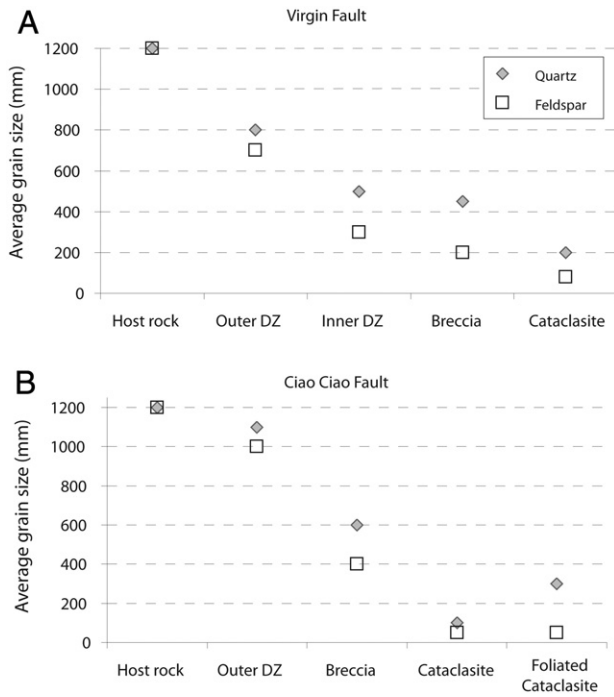 A
Virgin Fault
Average grain size (mm)
1200
1000
800
600
400
200
0
Quartz
Feldspar
Host rock
Outer DZ
Inner DZ
Breccia
Cataclasite
B
Ciao Ciao Fault
Average grain size (mm)
1200
1000
800
600
400
200
0
Host rock
Outer DZ
Breccia
Cataclasite
Foliated
Cataclasite